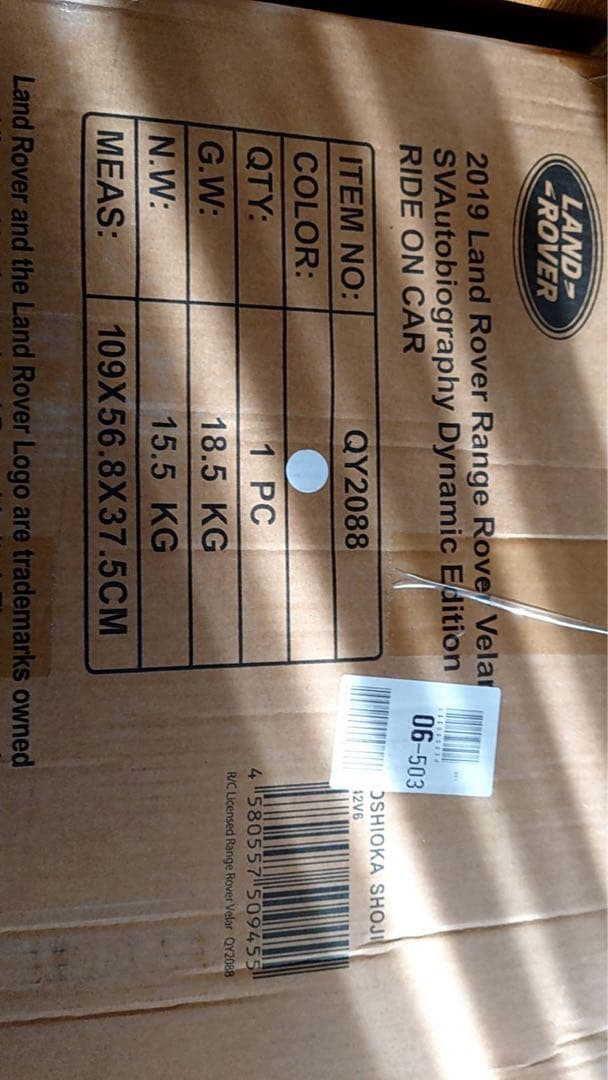 LAND-
-ROVER
2019 Land Rover Range Rover Velar
SVAutobiography Dynamic Edition
RIDE ON CAR
ITEM NO: QY2088
COLOR:
QTY: 1 PC
G.W: 18.5 KG
N.W: 15.5 KG
MEAS: 109X56.8X37.5CM
Land Rover and the Land Rover Logo are trademarks owned
06-503
OSHIOKA SHOJI
12V6
4 580557 509455
R/C Licensed Range Rover Velar QY2088